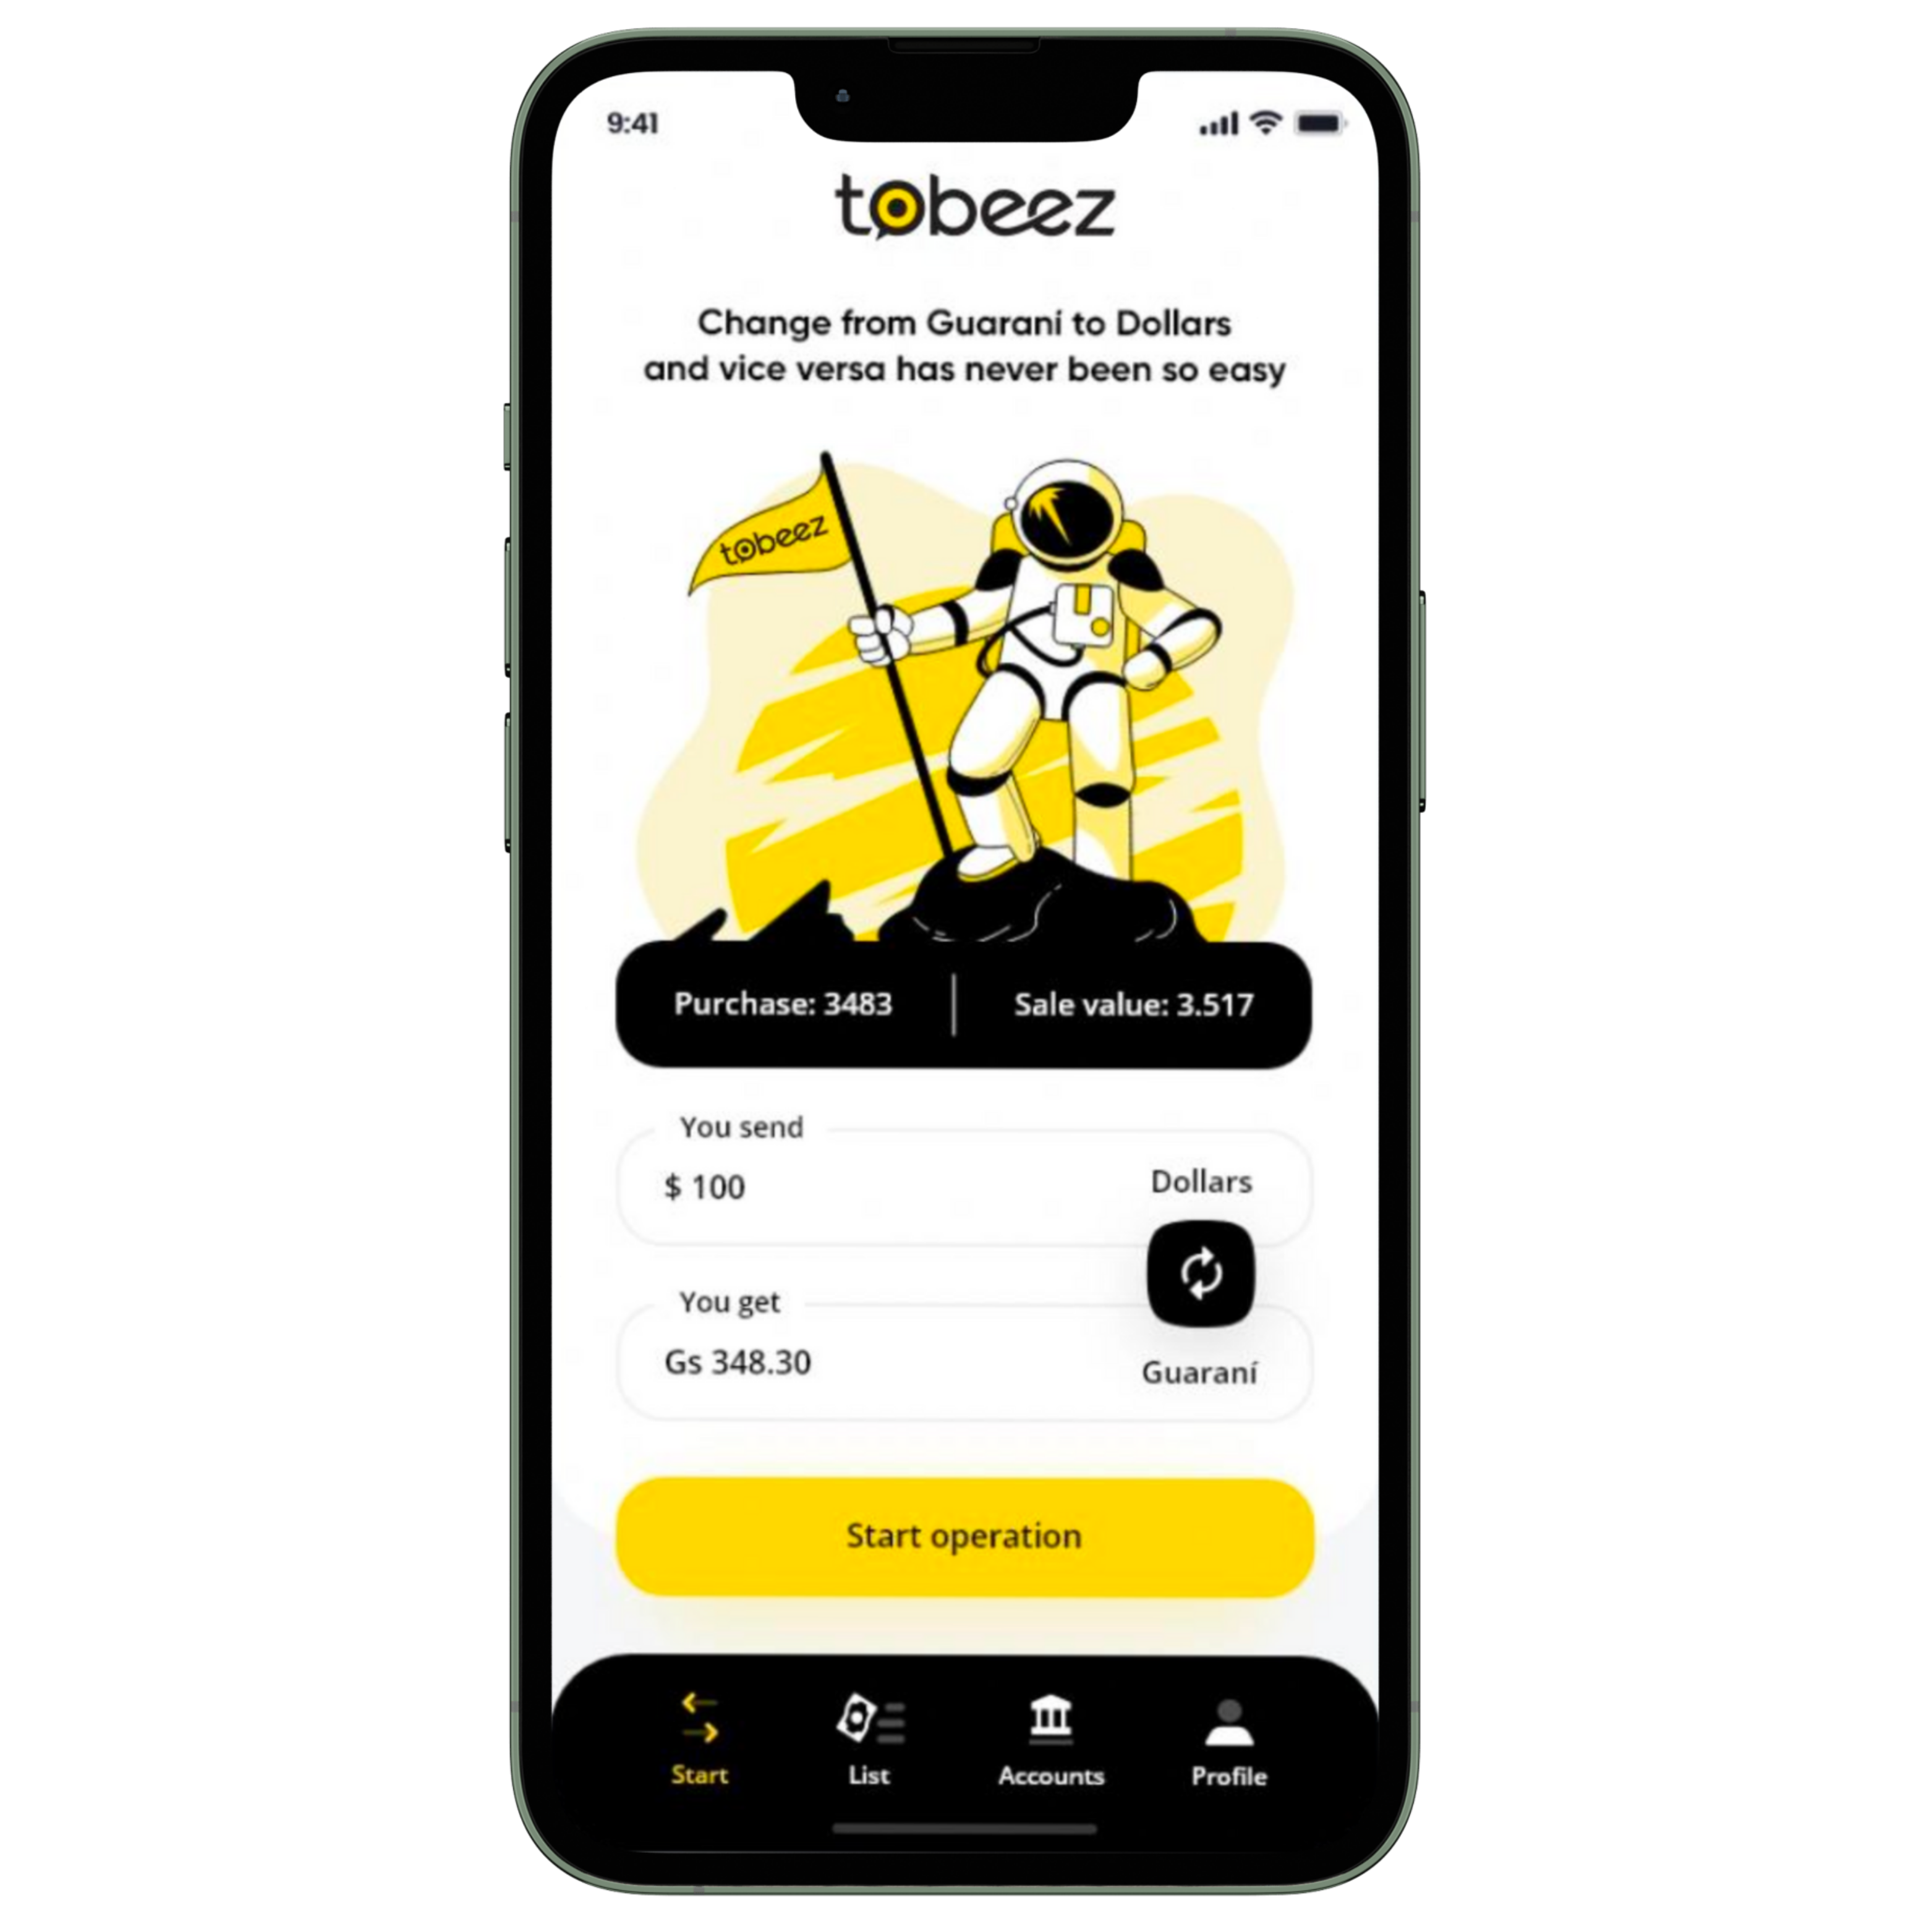 9:41
tobeez
Change from Guaraní to Dollars
and vice versa has never been so easy
tobeez
Purchase: 3483
Sale value: 3.517
You send
$ 100
Dollars
You get
Gs 348.30
Guaraní
Start operation
Start
List
Accounts
Profile